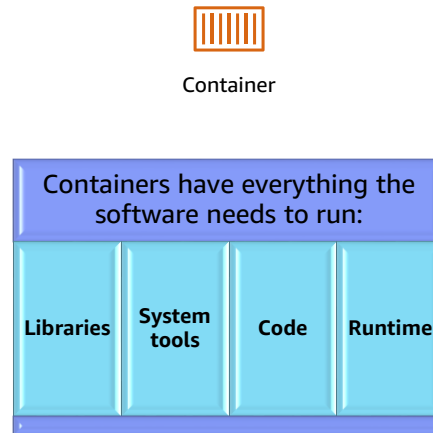 Container
Containers have everything the
software needs to run:
Libraries
System
tools
Code
Runtime